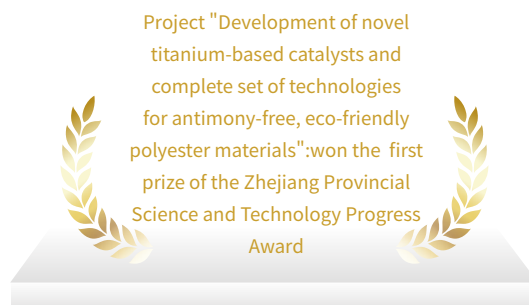 Project "Development of novel
titanium-based catalysts and
complete set of technologies
for antimony-free, eco-friendly
polyester materials":won the first
prize of the Zhejiang Provincial
Science and Technology Progress
Award